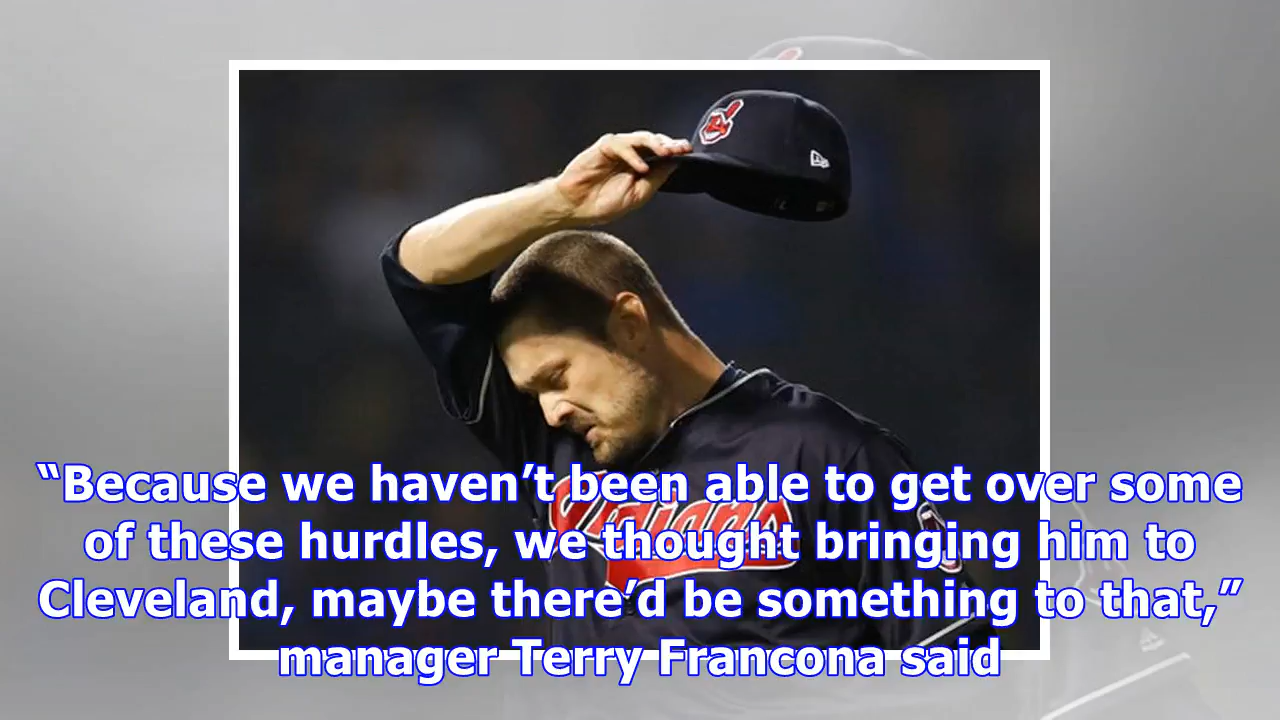 “Because we haven’t been able to get over some
of these hurdles, we thought bringing him to
Cleveland, maybe there’d be something to that,”
manager Terry Francona said
Indians